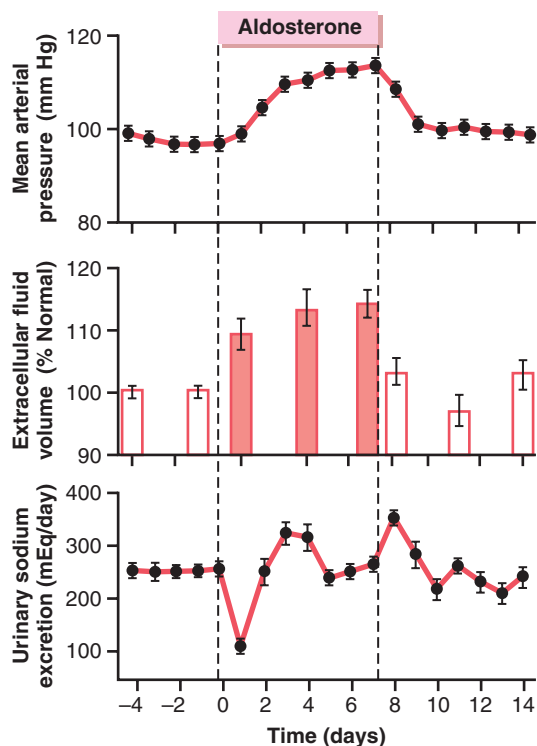 Aldosterone
Mean arterial
pressure (mm Hg)
120
100
80
Extracellular fluid
volume (% Normal)
120
110
100
90
Urinary sodium
excretion (mEq/day)
400
300
200
100
–4 –2 0 2 4 6 8 10 12 14
Time (days)